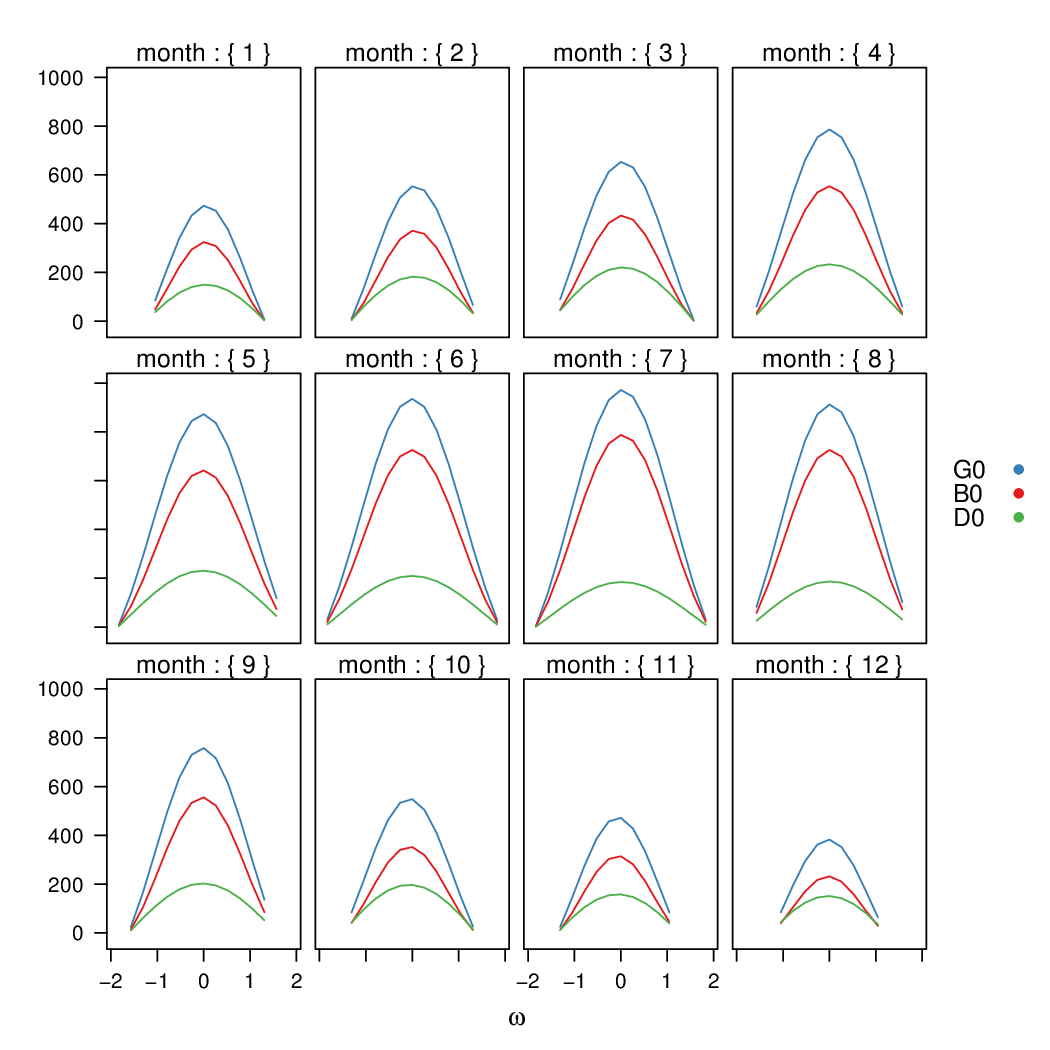 month : { 1 }
month : { 2 }
month : { 3 }
month : { 4 }
1000
800
600
400
200
0
month : { 5 }
month : { 6 }
month : { 7 }
month : { 8 }
G0
B0
D0
month : { 9 }
month : { 10 }
month : { 11 }
month : { 12 }
1000
800
600
400
200
0
−2 −1 0 1 2
−2 −1 0 1 2
ω